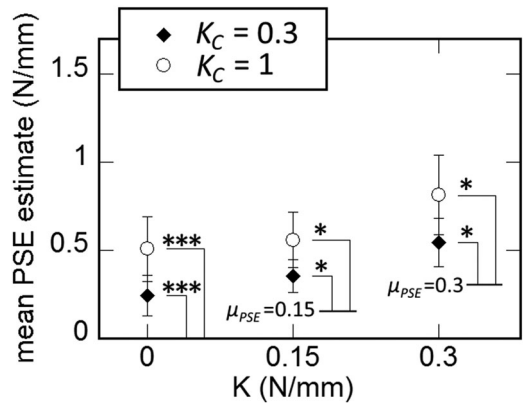 K_C = 0.3
K_C = 1
mean PSE estimate (N/mm)
1.5
1
0.5
0
***
***
*
*
μ_PSE=0.15
*
*
μ_PSE=0.3
0 0.15 0.3
K (N/mm)